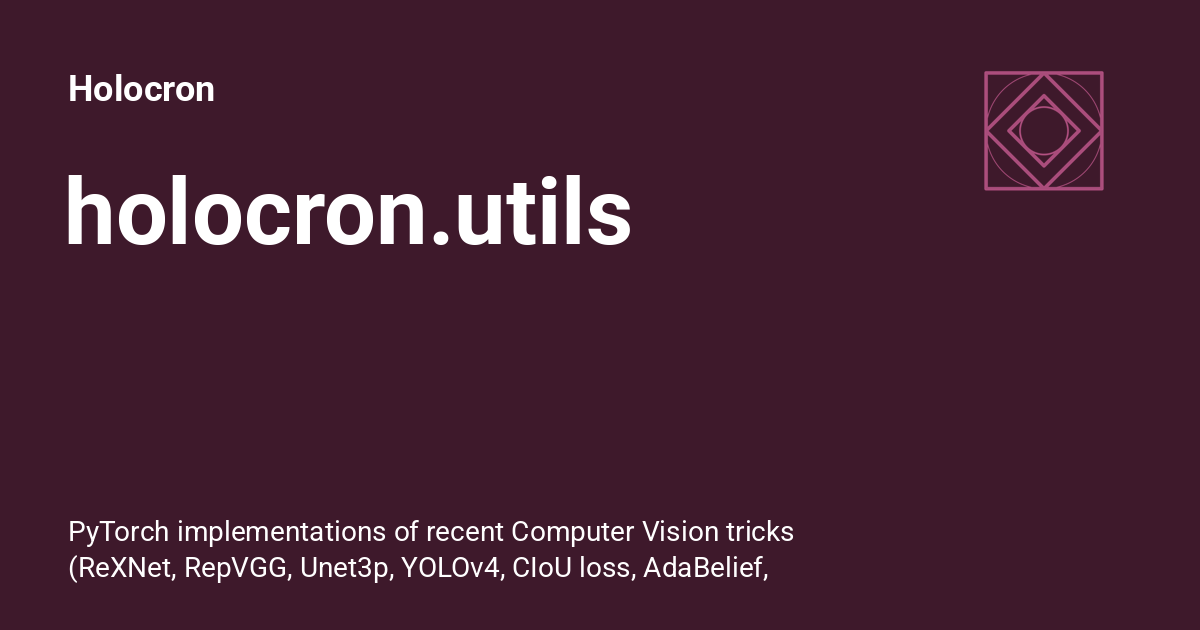 Holocron
holocron.utils
PyTorch implementations of recent Computer Vision tricks
(ReXNet, RepVGG, Unet3p, YOLOv4, CIoU loss, AdaBelief,